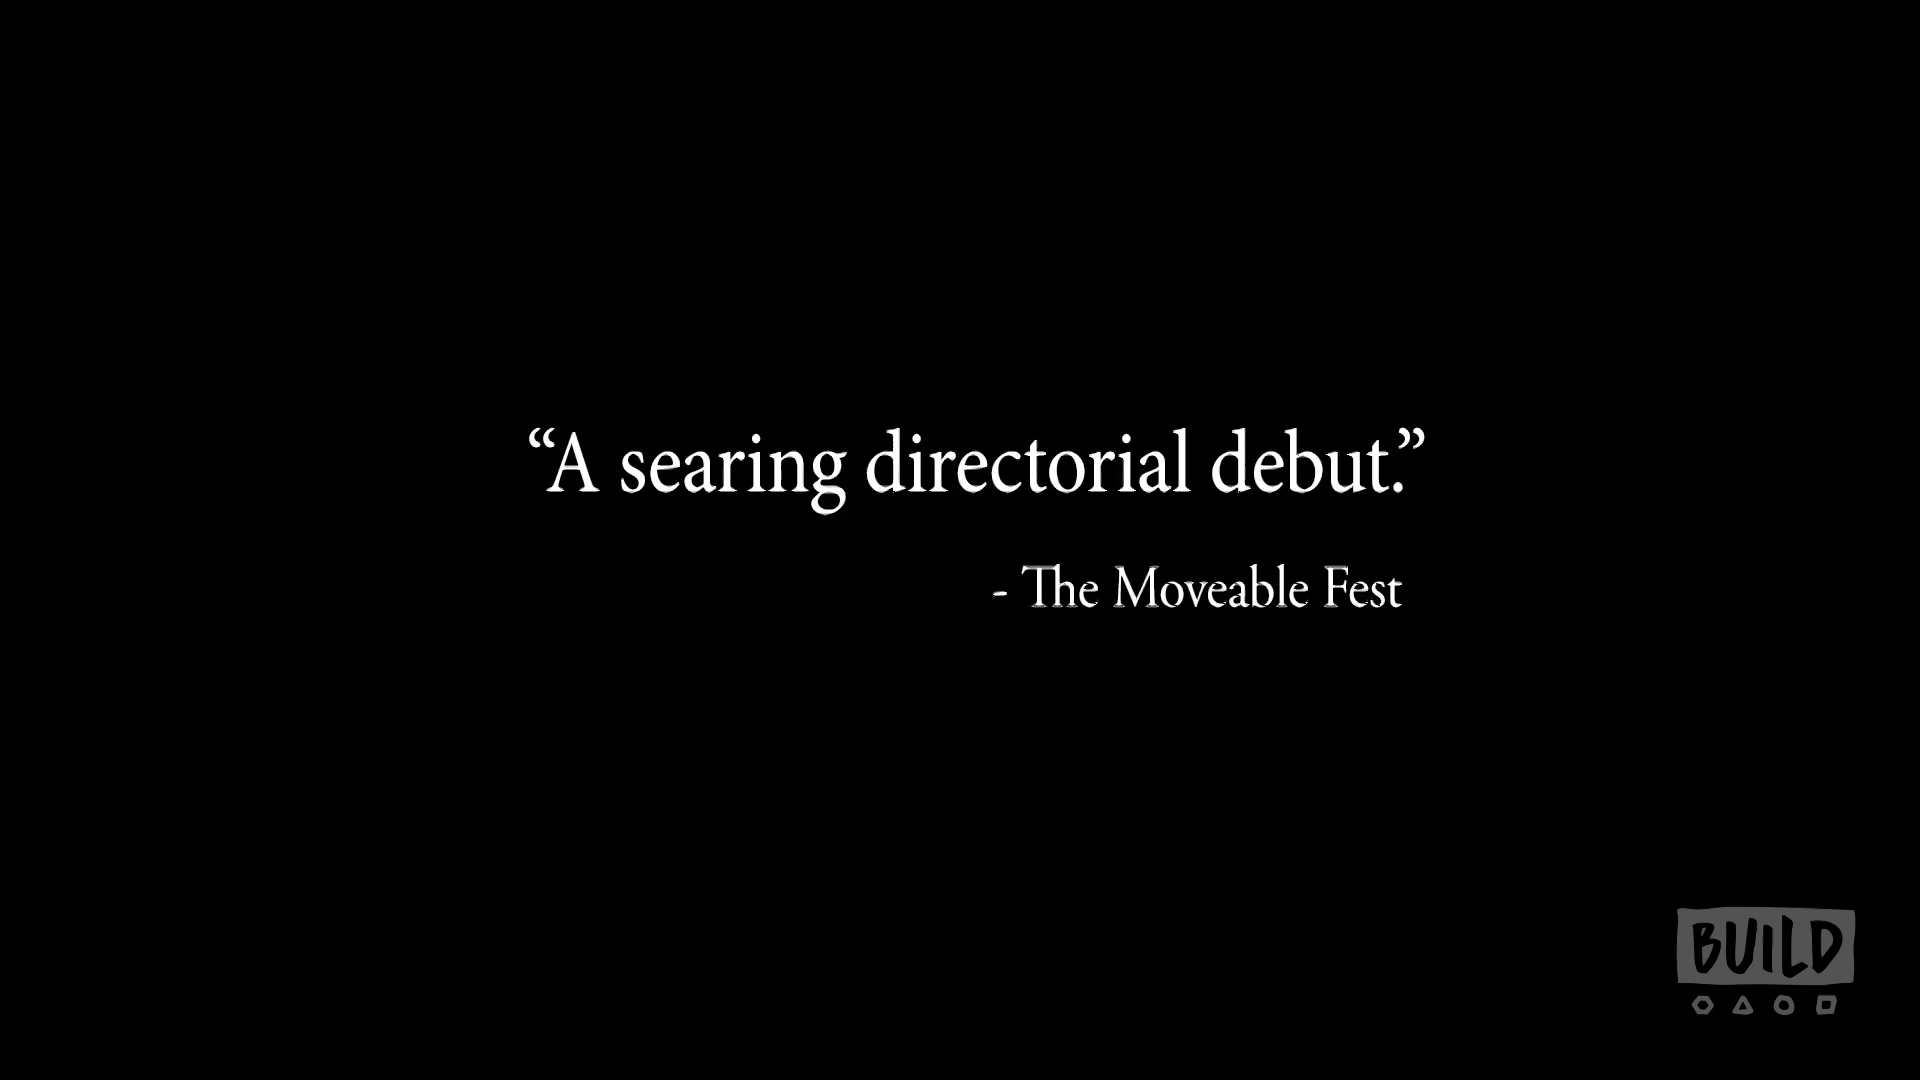 “A searing directorial debut.”
- The Moveable Fest
BUILD